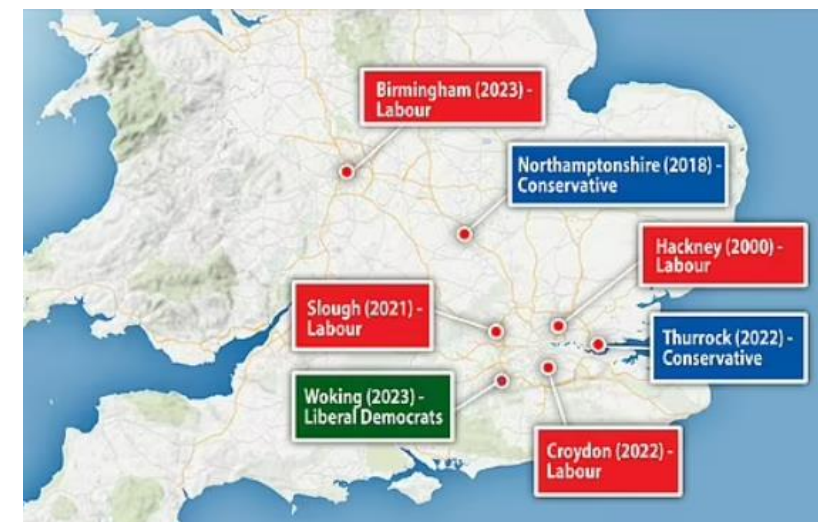 Birmingham (2023) -
Labour
Northamptonshire (2018) -
Conservative
Hackney (2000) -
Labour
Slough (2021) -
Labour
Thurrock (2022) -
Conservative
Woking (2023) -
Liberal Democrats
Croydon (2022) -
Labour